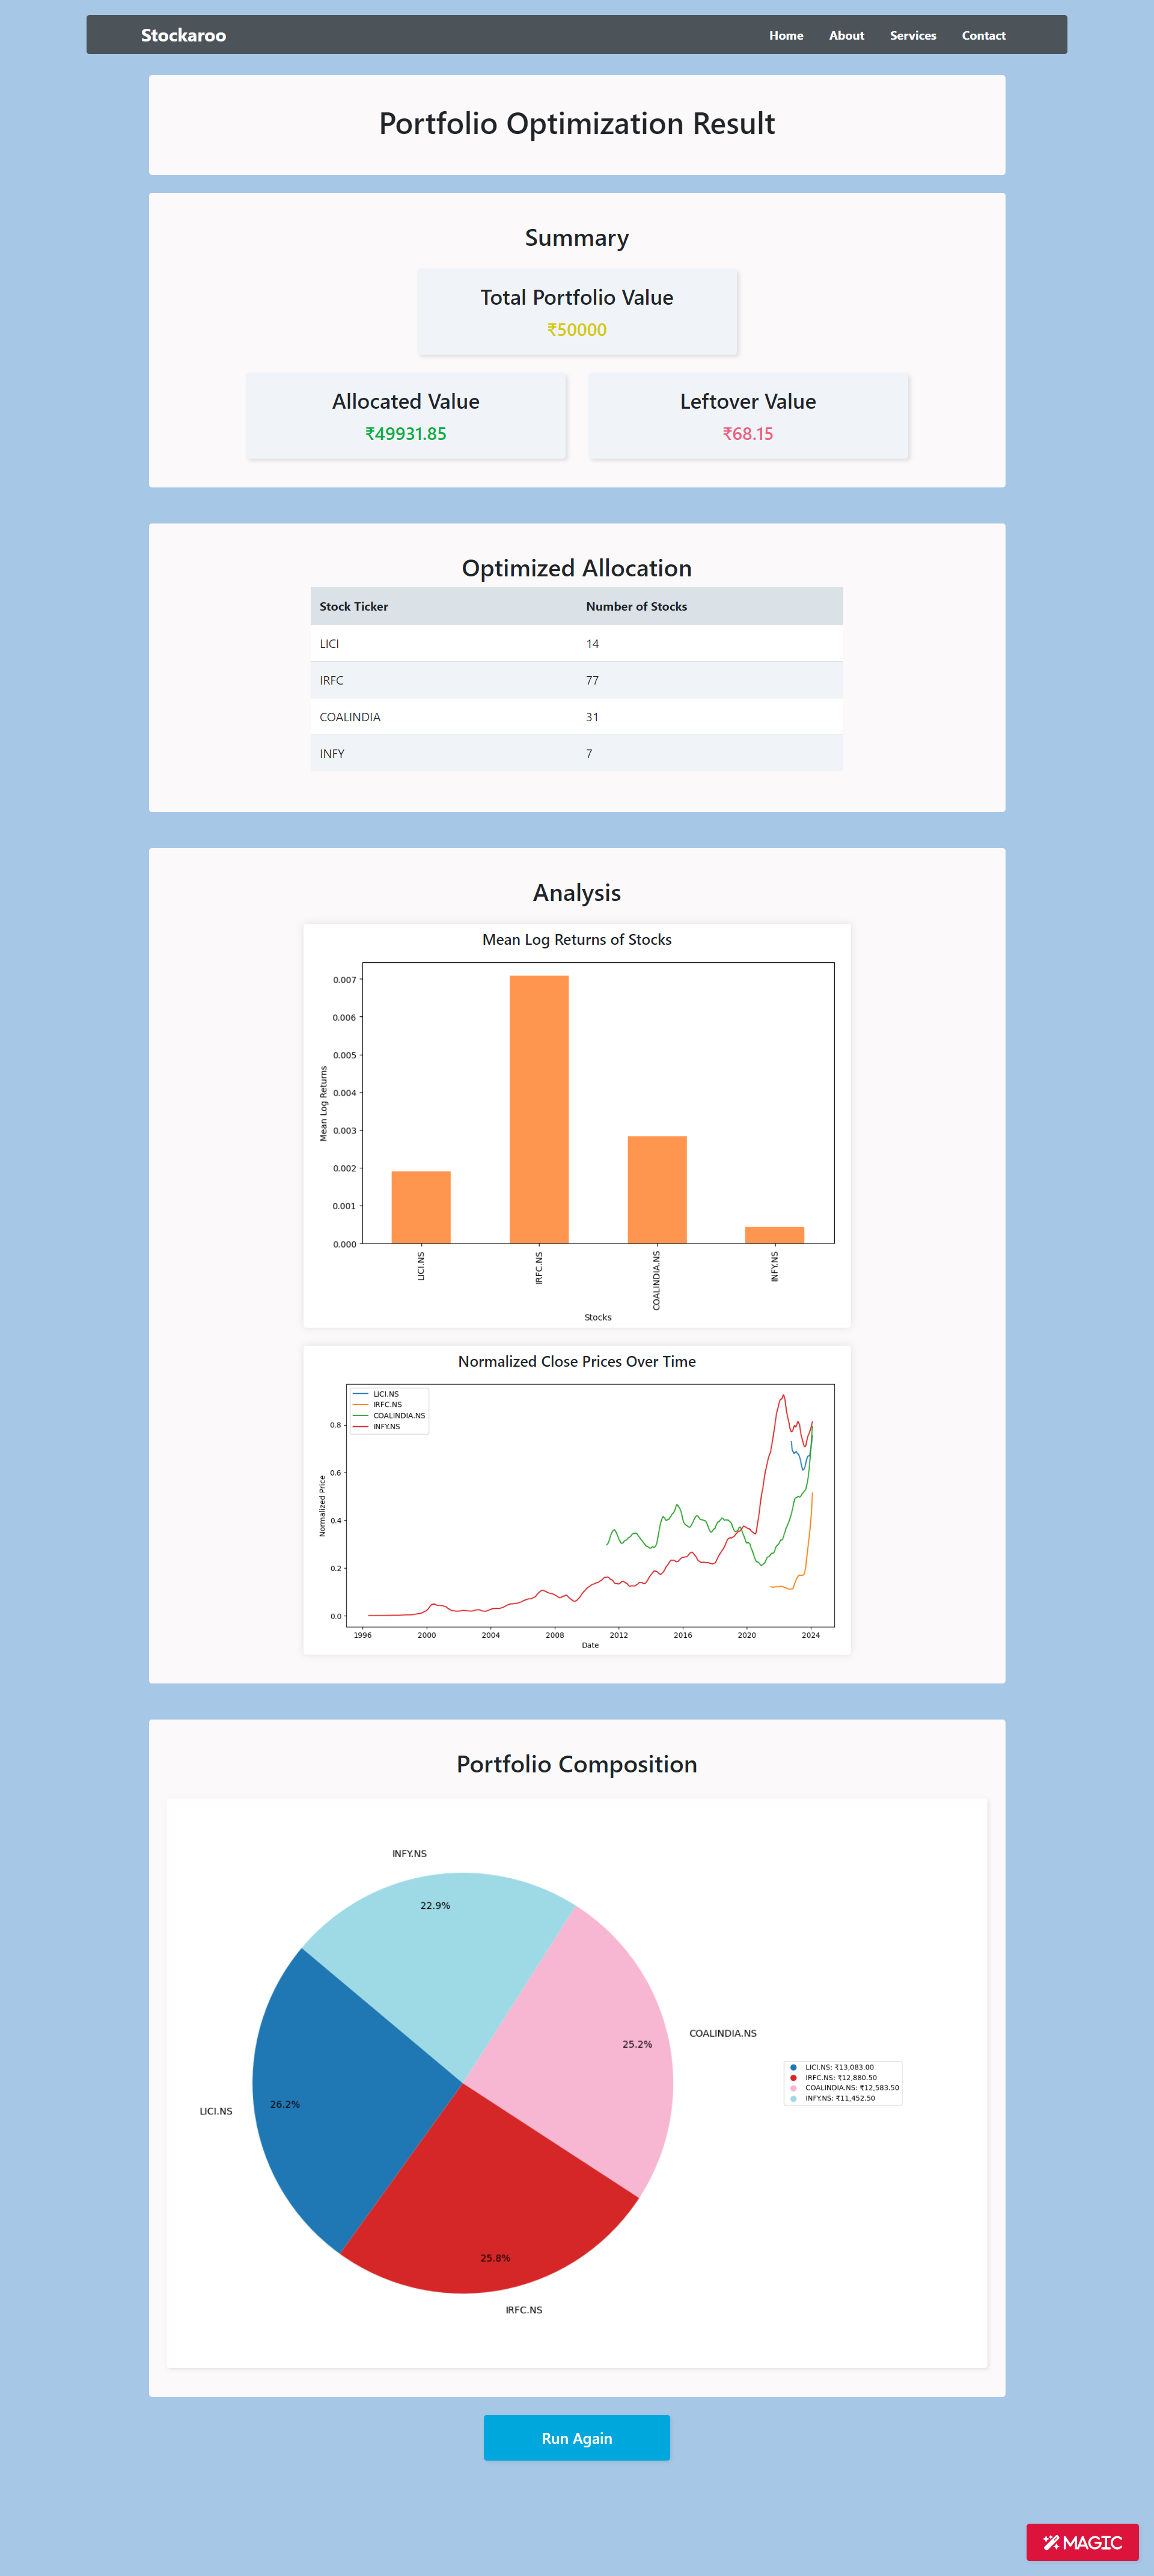 Stockaroo Home About Services Contact
Portfolio Optimization Result
Summary
Total Portfolio Value
₹50000
Allocated Value Leftover Value
₹49931.85 ₹68.15
Optimized Allocation
Stock Ticker Number of Stocks
LICI 14
IRFC 77
COALINDIA 31
INFY 7
Analysis
Mean Log Returns of Stocks
0.007
0.006
0.005
0.004
0.003
0.002
0.001
0.000
Mean Log Returns
LICI.NS IRFC.NS COALINDIA.NS INFY.NS
Stocks
Normalized Close Prices Over Time
LICI.NS
IRFC.NS
COALINDIA.NS
INFY.NS
0.8
0.6
0.4
0.2
0.0
Normalized Price
1996 2000 2004 2008 2012 2016 2020 2024
Date
Portfolio Composition
INFY.NS
22.9%
COALINDIA.NS
25.2%
LICI.NS: ₹13,083.00
IRFC.NS: ₹12,880.50
COALINDIA.NS: ₹12,583.50
INFY.NS: ₹11,452.50
26.2%
LICI.NS
25.8%
IRFC.NS
Run Again
MAGIC